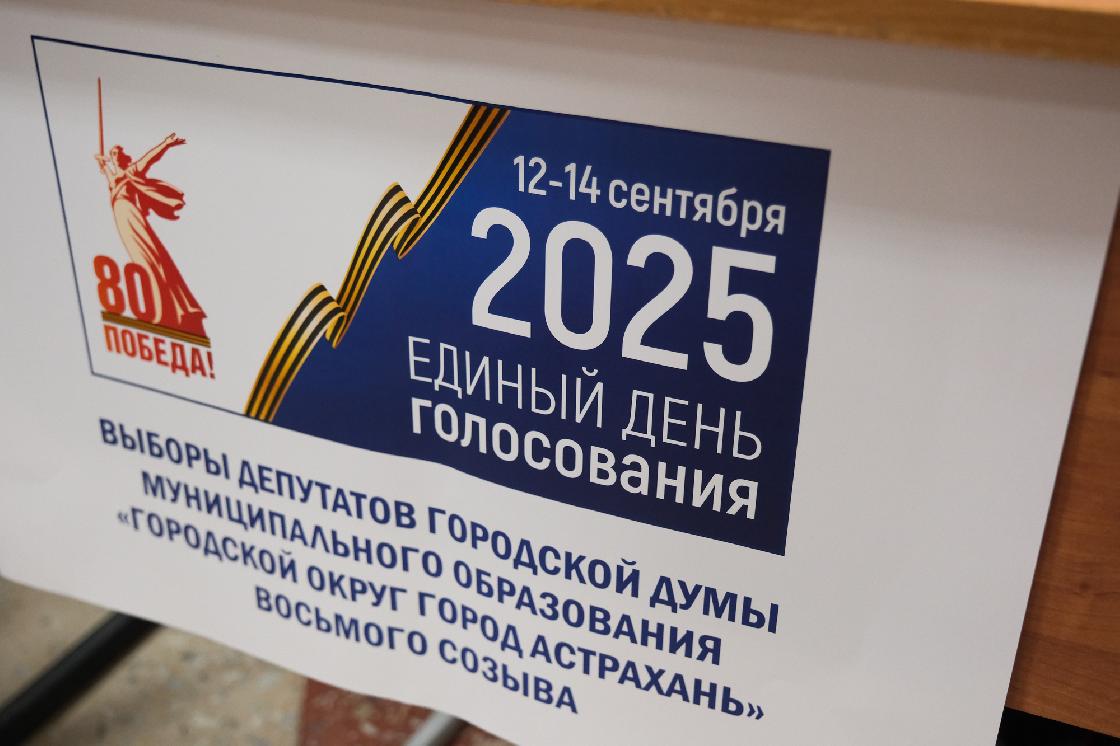 80
ПОБЕДА!
12-14 сентября
2025
ЕДИНЫЙ ДЕНЬ
ГОЛОСОВАНИЯ
ВЫБОРЫ ДЕПУТАТОВ ГОРОДСКОЙ ДУМЫ
МУНИЦИПАЛЬНОГО ОБРАЗОВАНИЯ
«ГОРОДСКОЙ ОКРУГ ГОРОД АСТРАХАНЬ»
ВОСЬМОГО СОЗЫВА